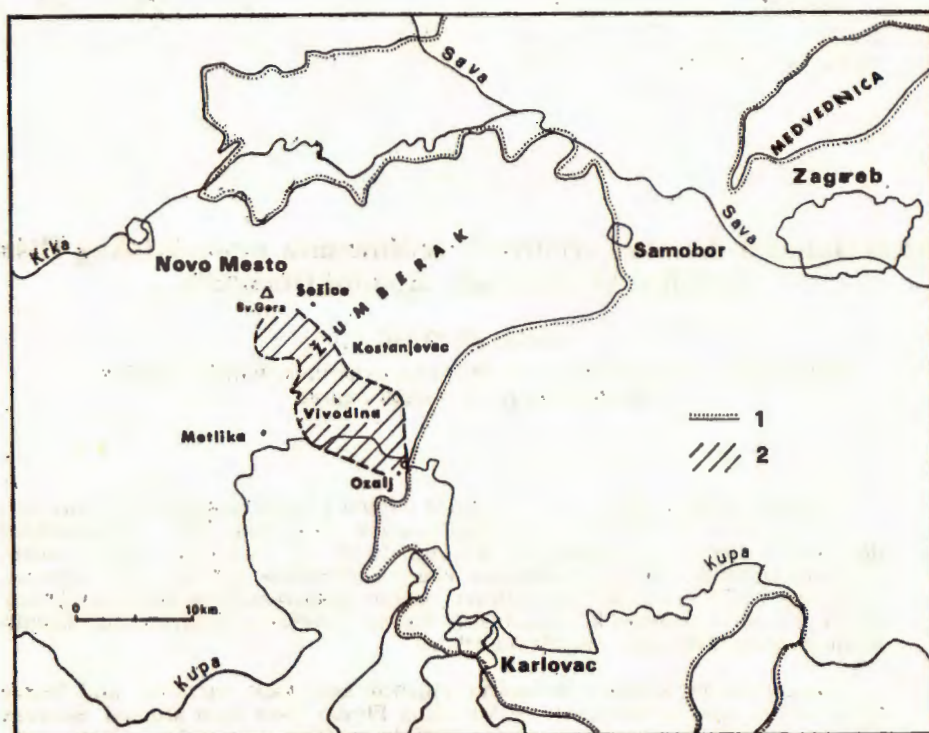 Sava
MEDVEDNICA
Zagreb
Sava
Krka
Samobor
Novo Mesto
Sošice
Sv. Gera
ŽUMBERAK
Kostanjevac
Vivodina
1
Metlika
2
Ozalj
Kupa
0 10km.
Karlovac
Kupa